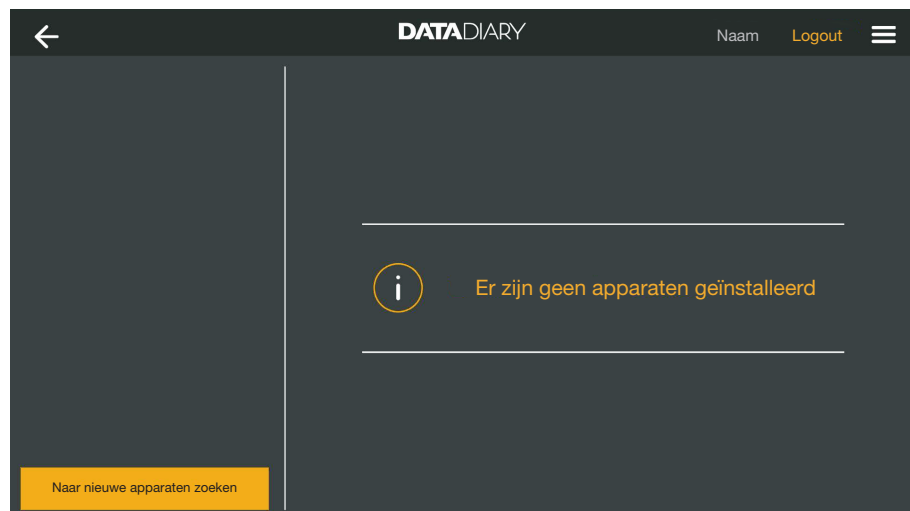 DATADIARY
Naam
Logout
i
Er zijn geen apparaten geïnstalleerd
Naar nieuwe apparaten zoeken